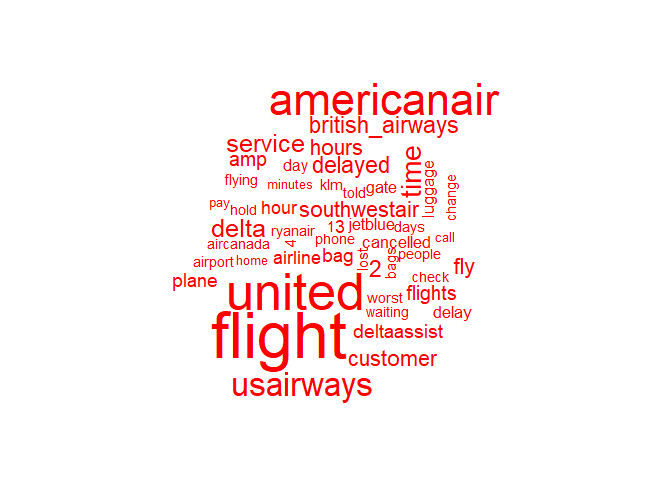 americanair
british_airways
service
hours
amp
day
delayed
time
luggage
change
flying
minutes
klm
told
gate
pay
hold
hour
southwestair
delta
ryanair
13
jetblue
days
aircanada
4
phone
cancelled
call
airport
home
airline
bag
lost
2
bags
people
fly
plane
check
united
worst
flights
waiting
delay
flight
deltaassist
customer
usairways